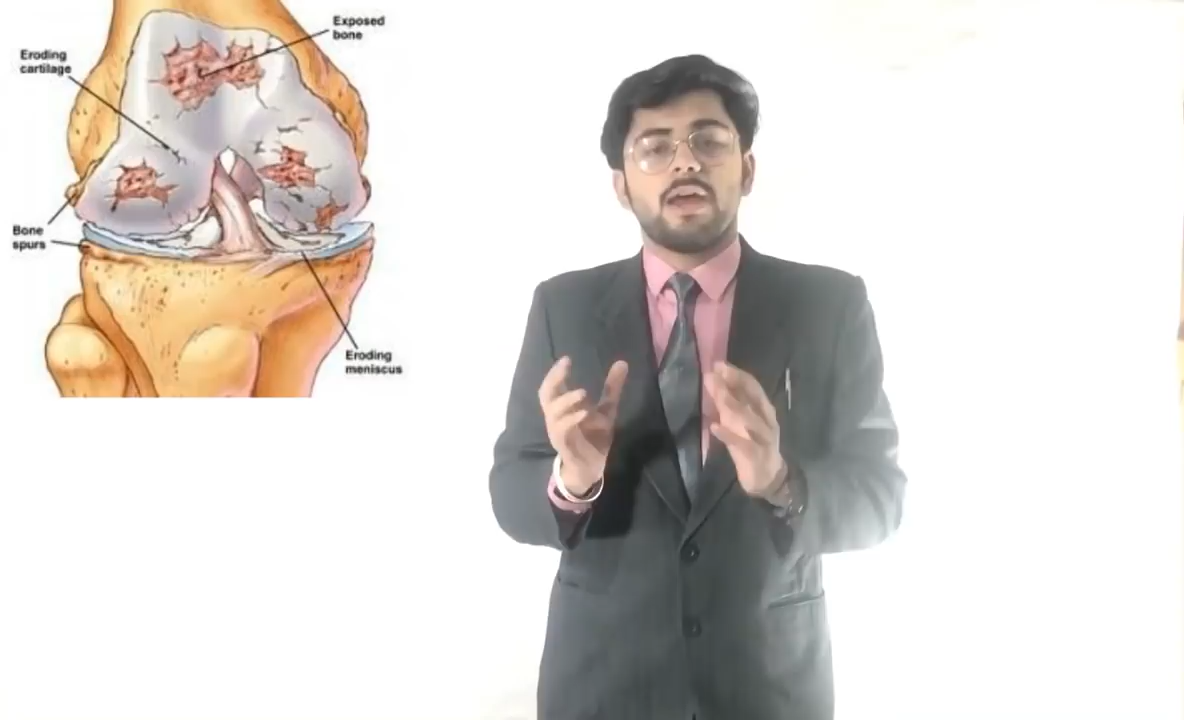 Exposed
bone
Eroding
cartilage
Bone
spurs
Eroding
meniscus